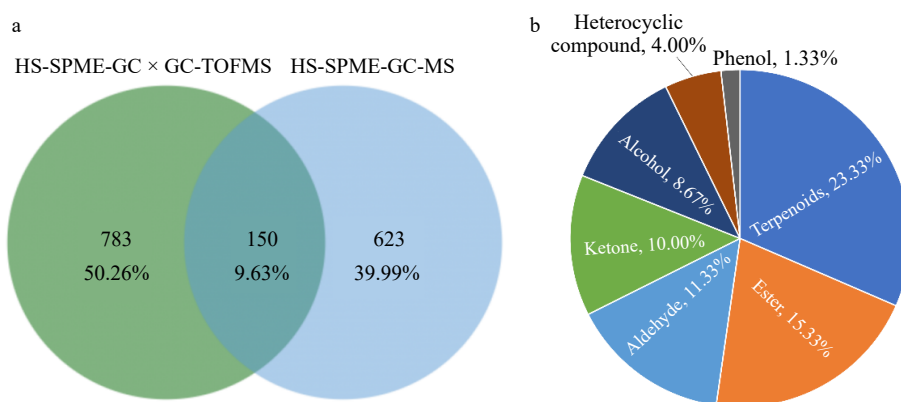 a
HS-SPME-GC × GC-TOFMS
HS-SPME-GC-MS
783
50.26%
150
9.63%
623
39.99%
b
Heterocyclic
compound, 4.00%
Phenol, 1.33%
Terpenoids, 23.33%
Ester, 15.33%
Aldehyde, 11.33%
Ketone, 10.00%
Alcohol, 8.67%